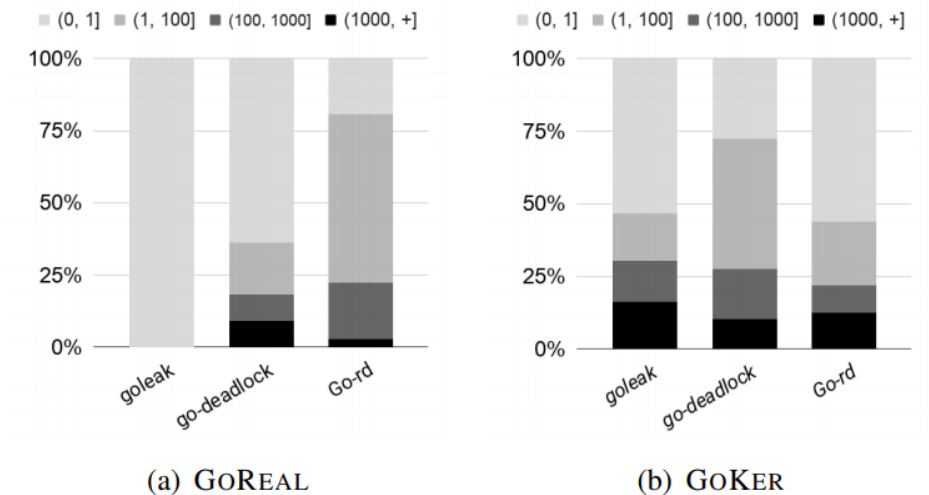 (0, 1] (1, 100] (100, 1000] (1000, +]
100%
75%
50%
25%
0%
goleak
go-deadlock
Go-rd
(a) GOREAL
(0, 1] (1, 100] (100, 1000] (1000, +]
100%
75%
50%
25%
0%
goleak
go-deadlock
Go-rd
(b) GOKER